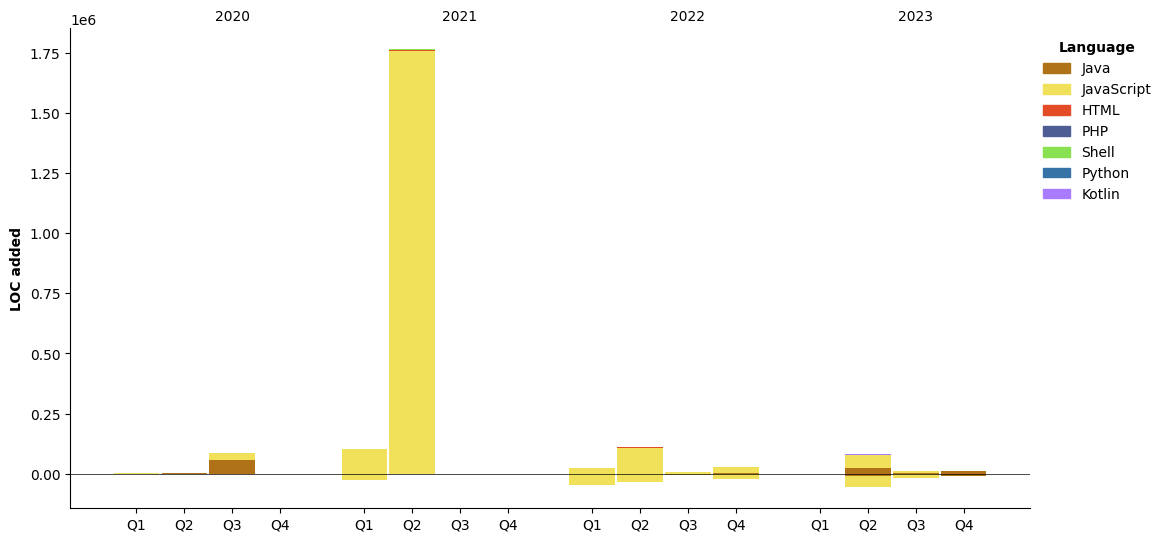 2020 2021 2022 2023
1e6
Language
Java
JavaScript
HTML
PHP
Shell
Python
Kotlin
LOC added
1.75
1.50
1.25
1.00
0.75
0.50
0.25
0.00
Q1 Q2 Q3 Q4 Q1 Q2 Q3 Q4 Q1 Q2 Q3 Q4 Q1 Q2 Q3 Q4